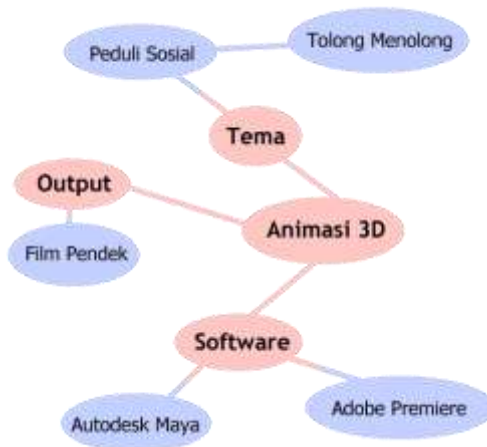 Peduli Sosial
Tolong Menolong
Tema
Output
Animasi 3D
Film Pendek
Software
Autodesk Maya
Adobe Premiere